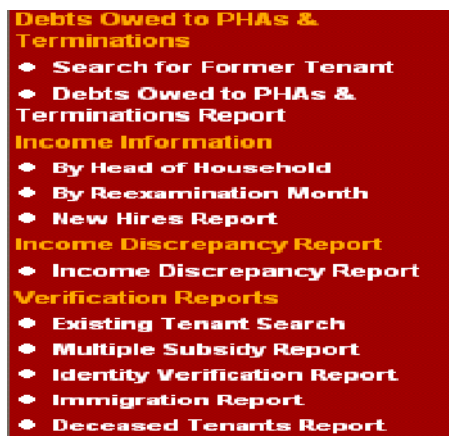 Debts Owed to PHAs &
Terminations
● Search for Former Tenant
● Debts Owed to PHAs &
Terminations Report
Income Information
● By Head of Household
● By Reexamination Month
● New Hires Report
Income Discrepancy Report
● Income Discrepancy Report
Verification Reports
● Existing Tenant Search
● Multiple Subsidy Report
● Identity Verification Report
● Immigration Report
● Deceased Tenants Report